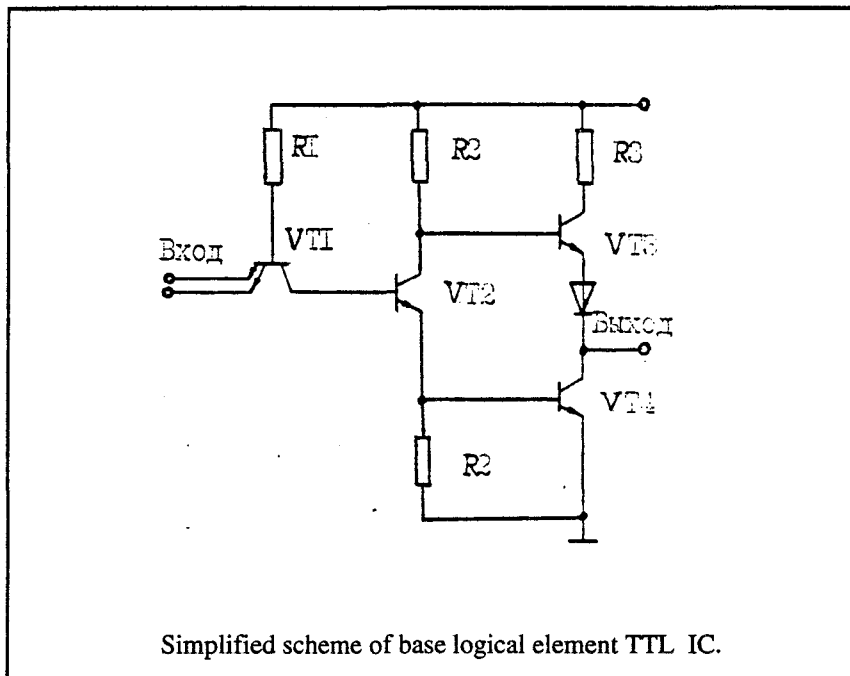 R1 R2 R3
Вход VT1 VT2 VT3
Выход
VT4
R2
Simplified scheme of base logical element TTL IC.